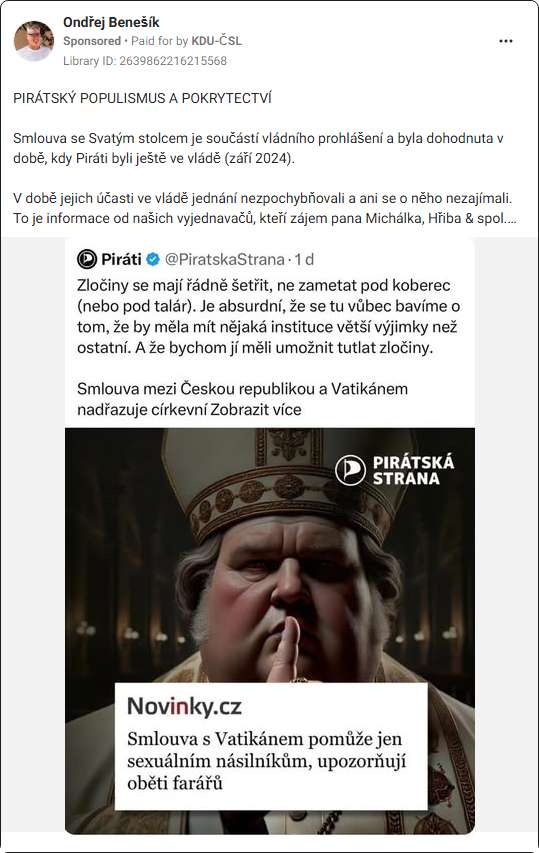 Ondřej Benešík
Sponsored • Paid for by KDU-ČSL
Library ID: 2639862216215568
PIRÁTSKÝ POPULISMUS A POKRYTECTVÍ
Smlouva se Svatým stolcem je součástí vládního prohlášení a byla dohodnuta v
době, kdy Piráti byli ještě ve vládě (září 2024).
V době jejich účasti ve vládě jednání nezpochybňovali a ani se o něho nezajímali.
To je informace od našich vyjednavačů, kteří zájem pana Michálka, Hřiba & spol....
Piráti @PiratskaStrana · 1 d
Zločiny se mají řádně šetřit, ne zametat pod koberec
(nebo pod talár). Je absurdní, že se tu vůbec bavíme o
tom, že by měla mít nějaká instituce větší výjimky než
ostatní. A že bychom jí měli umožnit tutlat zločiny.
Smlouva mezi Českou republikou a Vatikánem
nadřazuje církevní Zobrazit více
PIRÁTSKÁ
STRANA
Novinky.cz
Smlouva s Vatikánem pomůže jen
sexuálním násilníkům, upozorňují
oběti farářů